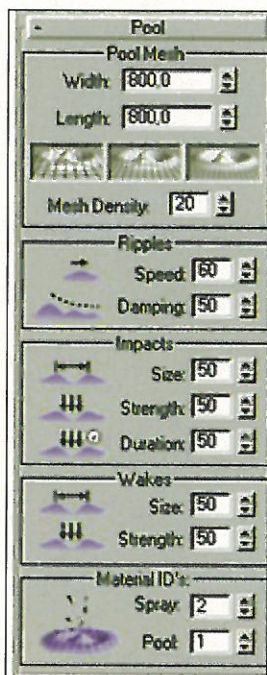 - Pool
Pool Mesh
Width: 800,0
Length: 800,0
Mesh Density: 20
Ripples
Speed: 60
Damping: 50
Impacts
Size: 50
Strength: 50
Duration: 50
Wakes
Size: 50
Strength: 50
Material ID's:
Spray: 2
Pool: 1